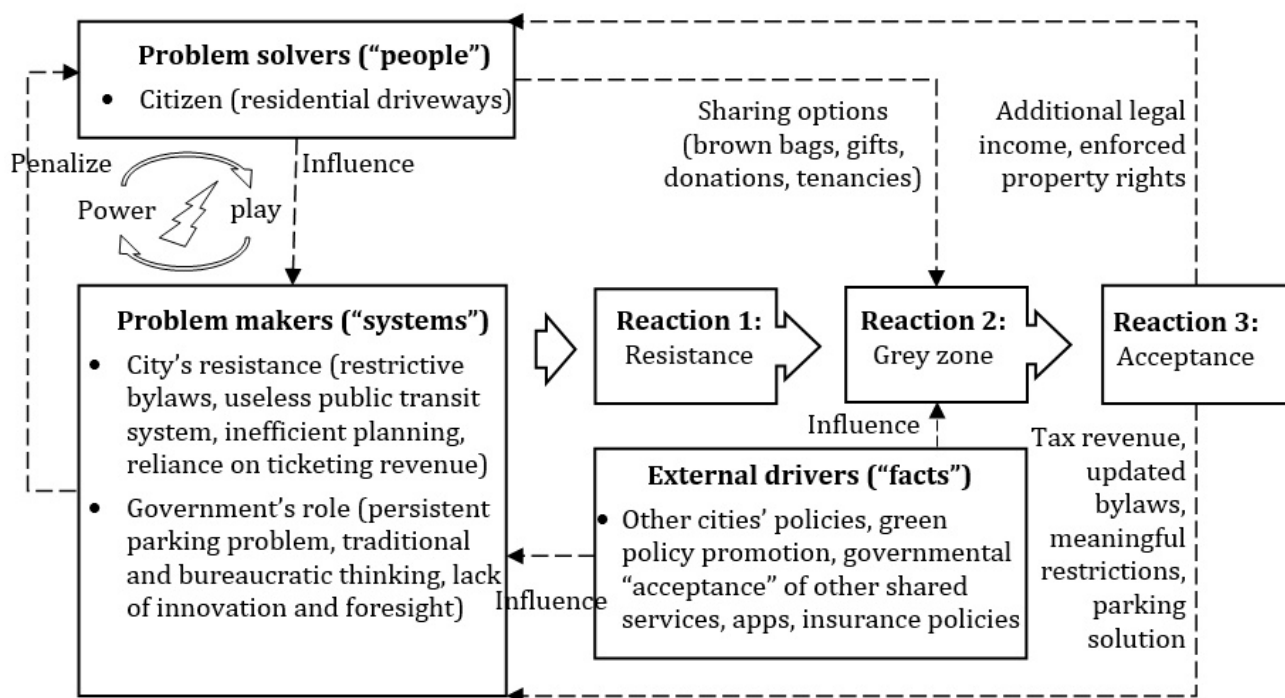 Problem solvers (“people”)
• Citizen (residential driveways)
Penalize
Influence
Power
play
Sharing options
(brown bags, gifts,
donations, tenancies)
Additional legal
income, enforced
property rights
Problem makers (“systems”)
• City’s resistance (restrictive
bylaws, useless public transit
system, inefficient planning,
reliance on ticketing revenue)
• Government’s role (persistent
parking problem, traditional
and bureaucratic thinking, lack
of innovation and foresight)
Reaction 1:
Resistance
Reaction 2:
Grey zone
Reaction 3:
Acceptance
Influence
External drivers (“facts”)
• Other cities’ policies, green
policy promotion, governmental
“acceptance” of other shared
services, apps, insurance policies
Influence
Tax revenue,
updated
bylaws,
meaningful
restrictions,
parking
solution